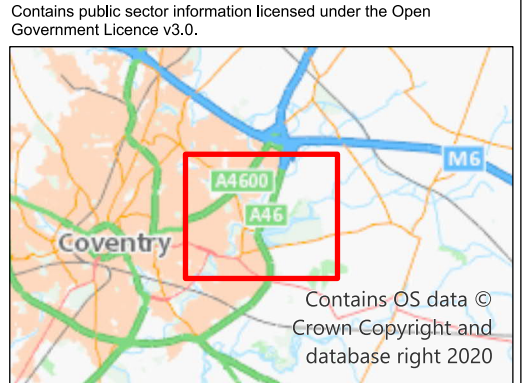 Contains public sector information licensed under the Open
Government Licence v3.0.
M6
A4600
A46
Coventry
Contains OS data ©
Crown Copyright and
database right 2020